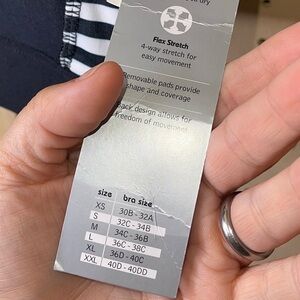 dry
Flex Stretch
4-way stretch for
easy movement
Removable pads provide
shape and coverage
back design allows for
freedom of movement
size bra size
XS 30B - 32A
S 32C - 34B
M 34C - 36B
L 36C - 38C
XL 36D - 40C
XXL 40D - 40DD